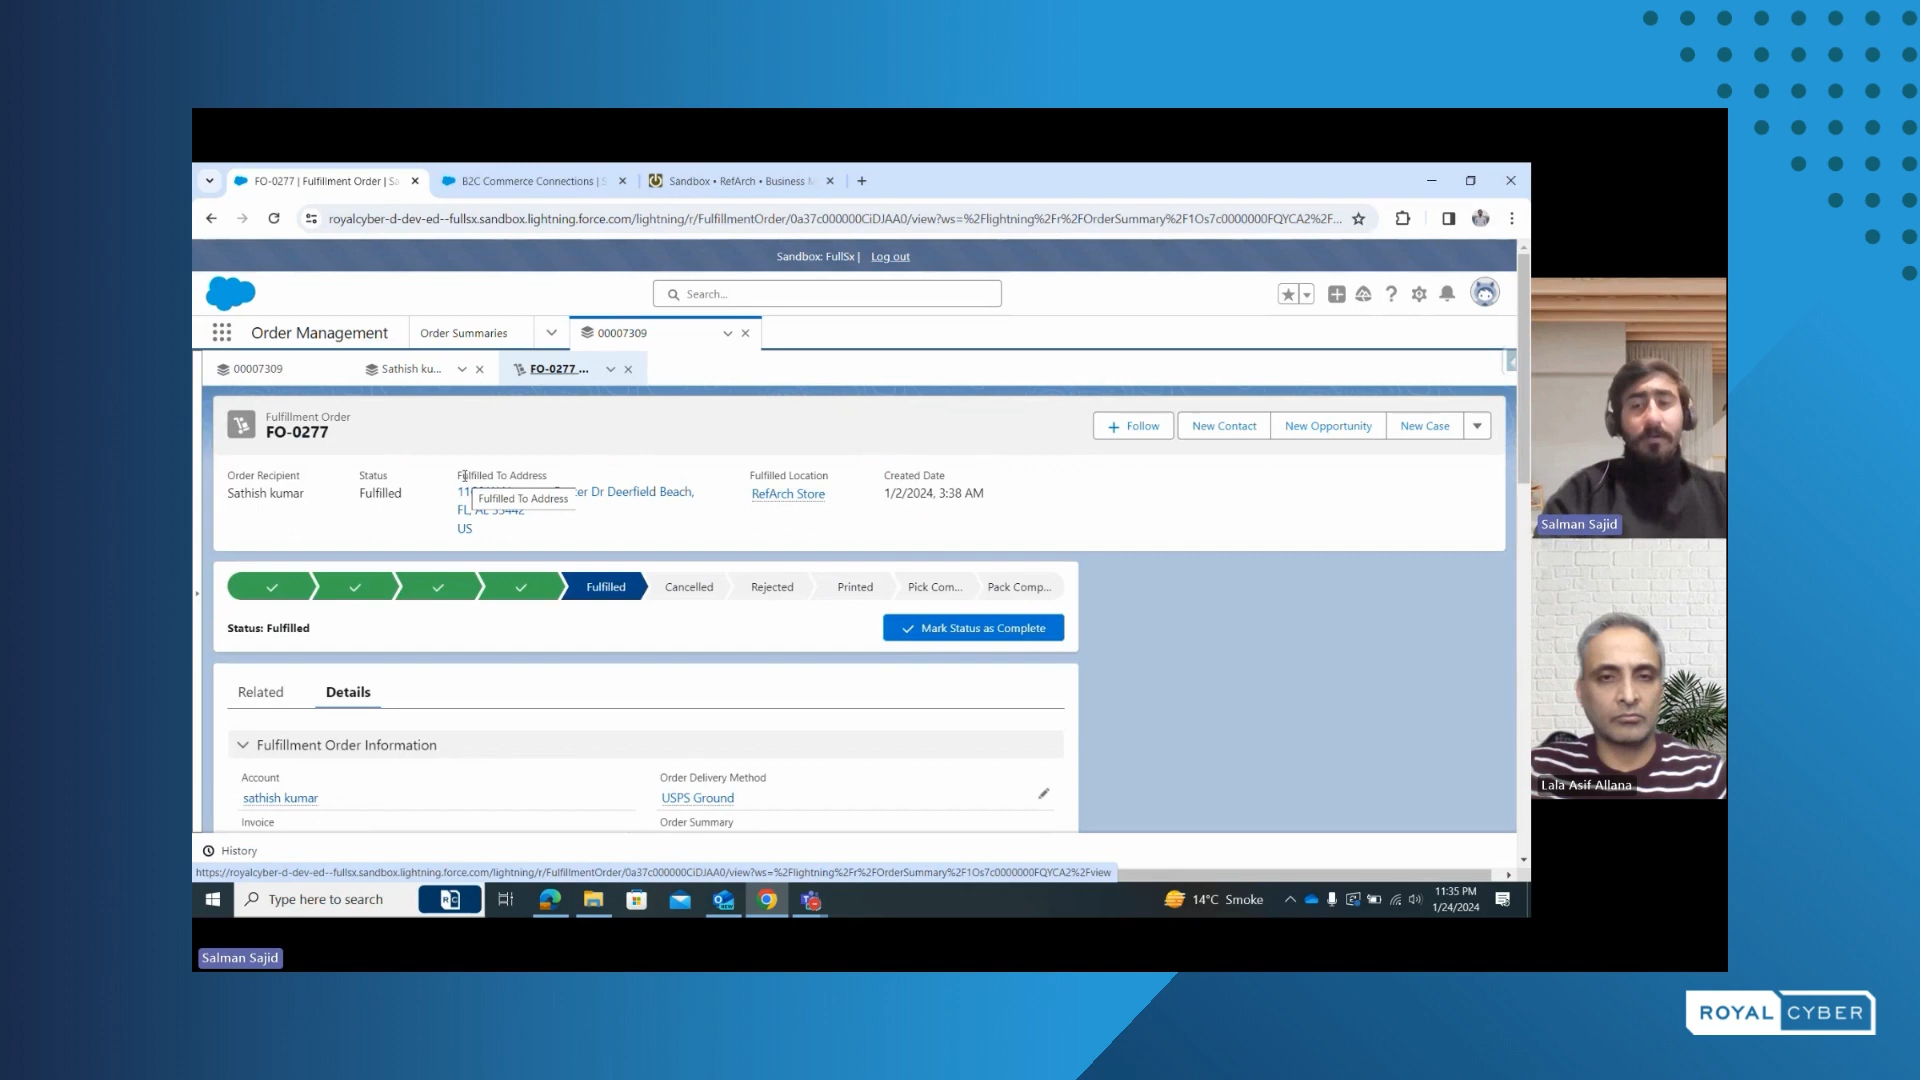 FO-0277 | Fulfillment Order | Sa
B2C Commerce Connections | S
Sandbox • RefArch • Business M
royalcyber-d-dev-ed--fullsx.sandbox.lightning.force.com/lightning/r/FulfillmentOrder/0a37c000000CiDJAA0/view?ws=%2Flightning%2Fr%2FOrderSummary%2F1Os7c0000000FQYCA2%2F...
Sandbox: FullSx | Log out
Search...
Order Management
Order Summaries
00007309
00007309
Sathish ku...
FO-0277 ...
Fulfillment Order
FO-0277
Follow
New Contact
New Opportunity
New Case
Order Recipient
Sathish kumar
Status
Fulfilled
Fulfilled To Address
Dr Deerfield Beach,
US
Fulfilled To Address
Fulfilled Location
RefArch Store
Created Date
1/2/2024, 3:38 AM
Fulfilled
Cancelled
Rejected
Printed
Pick Com...
Pack Comp...
Status: Fulfilled
Mark Status as Complete
Related
Details
Fulfillment Order Information
Account
sathish kumar
Order Delivery Method
USPS Ground
Invoice
Order Summary
History
https://royalcyber-d-dev-ed--fullsx.sandbox.lightning.force.com/lightning/r/FulfillmentOrder/0a37c000000CiDJAA0/view?ws=%2Flightning%2Fr%2FOrderSummary%2F1Os7c0000000FQYCA2%2Fview
Type here to search
14°C Smoke
11:35 PM
1/24/2024
Salman Sajid
Lala Asif Allana
Salman Sajid
ROYAL CYBER